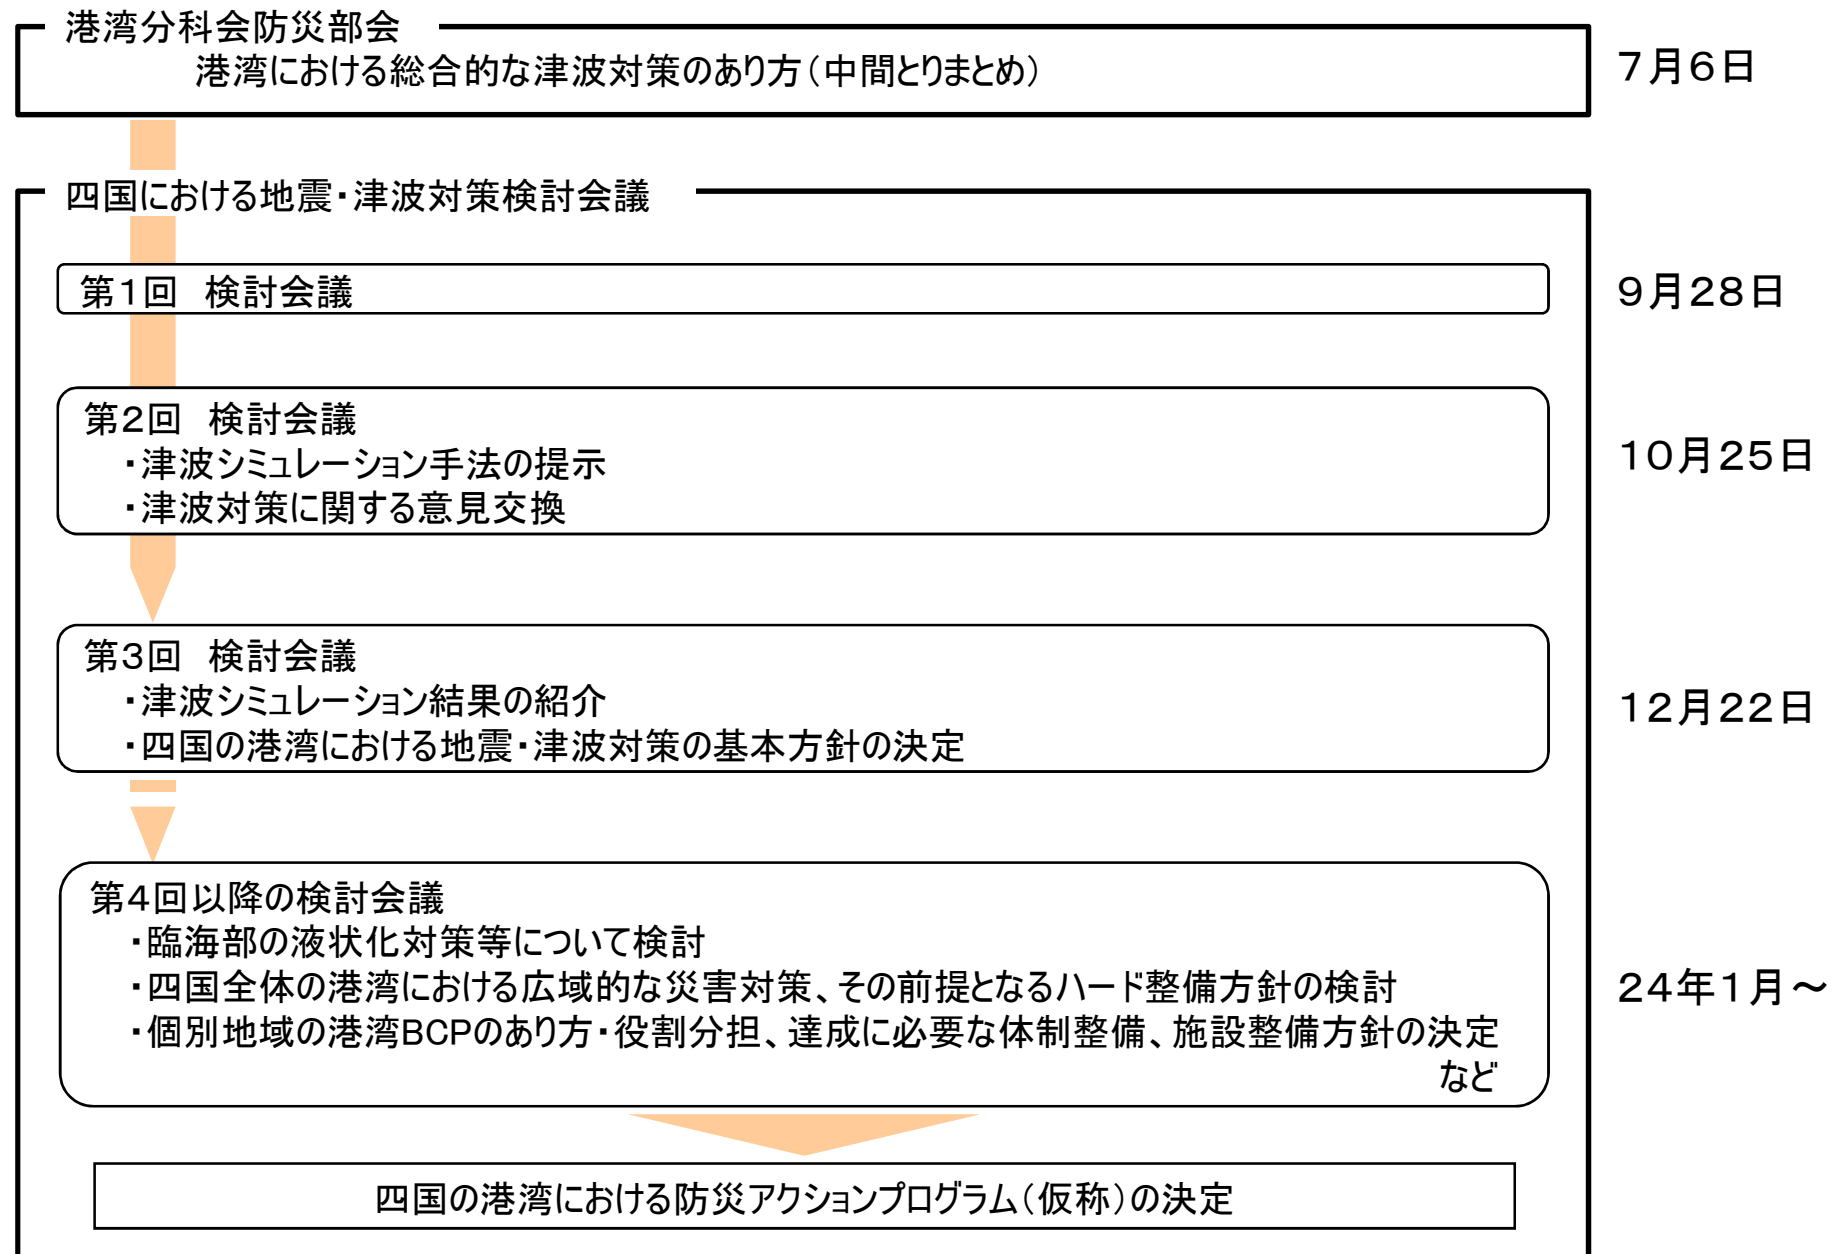 港湾分科会防災部会
港湾における総合的な津波対策のあり方(中間とりまとめ)
7月6日
四国における地震・津波対策検討会議
第1回　検討会議
9月28日
第2回　検討会議
・津波シミュレーション手法の提示
・津波対策に関する意見交換
10月25日
第3回　検討会議
・津波シミュレーション結果の紹介
・四国の港湾における地震・津波対策の基本方針の決定
12月22日
第4回以降の検討会議
・臨海部の液状化対策等について検討
・四国全体の港湾における広域的な災害対策、その前提となるハード整備方針の検討
・個別地域の港湾BCPのあり方・役割分担、達成に必要な体制整備、施設整備方針の決定
など
24年1月～
四国の港湾における防災アクションプログラム(仮称)の決定